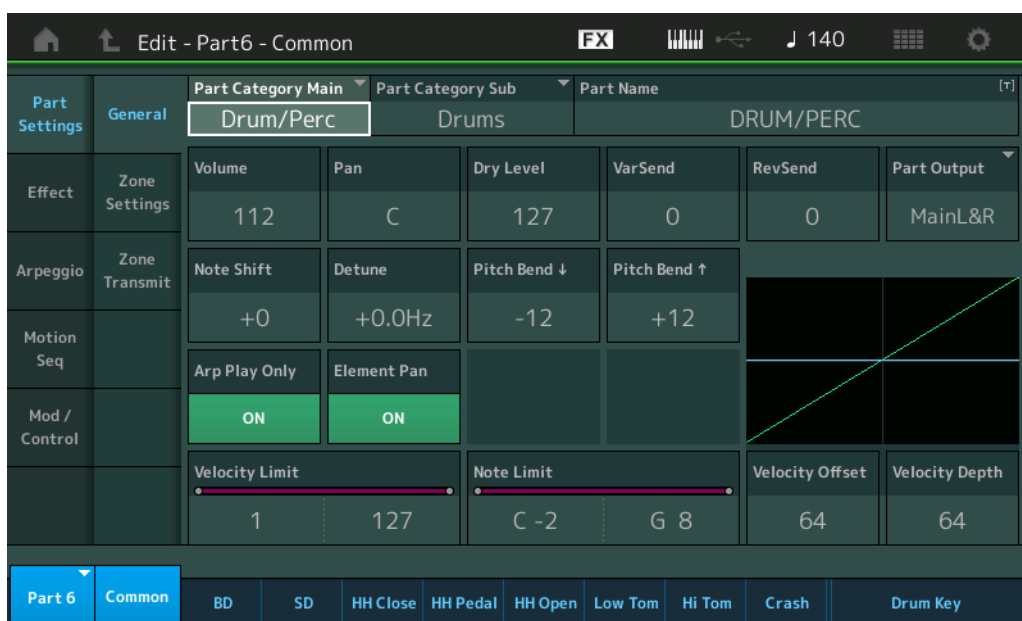 Edit - Part6 - Common FX ♩ 140
Part Settings
General
Part Category Main Part Category Sub Part Name [T]
Drum/Perc Drums DRUM/PERC
Effect
Zone Settings
Volume Pan Dry Level VarSend RevSend Part Output
112 C 127 0 0 MainL&R
Arpeggio
Zone Transmit
Note Shift Detune Pitch Bend ↓ Pitch Bend ↑
+0 +0.0Hz -12 +12
Motion Seq
Arp Play Only Element Pan
ON ON
Mod / Control
Velocity Limit Note Limit Velocity Offset Velocity Depth
1 127 C -2 G 8 64 64
Part 6 Common BD SD HH Close HH Pedal HH Open Low Tom Hi Tom Crash Drum Key